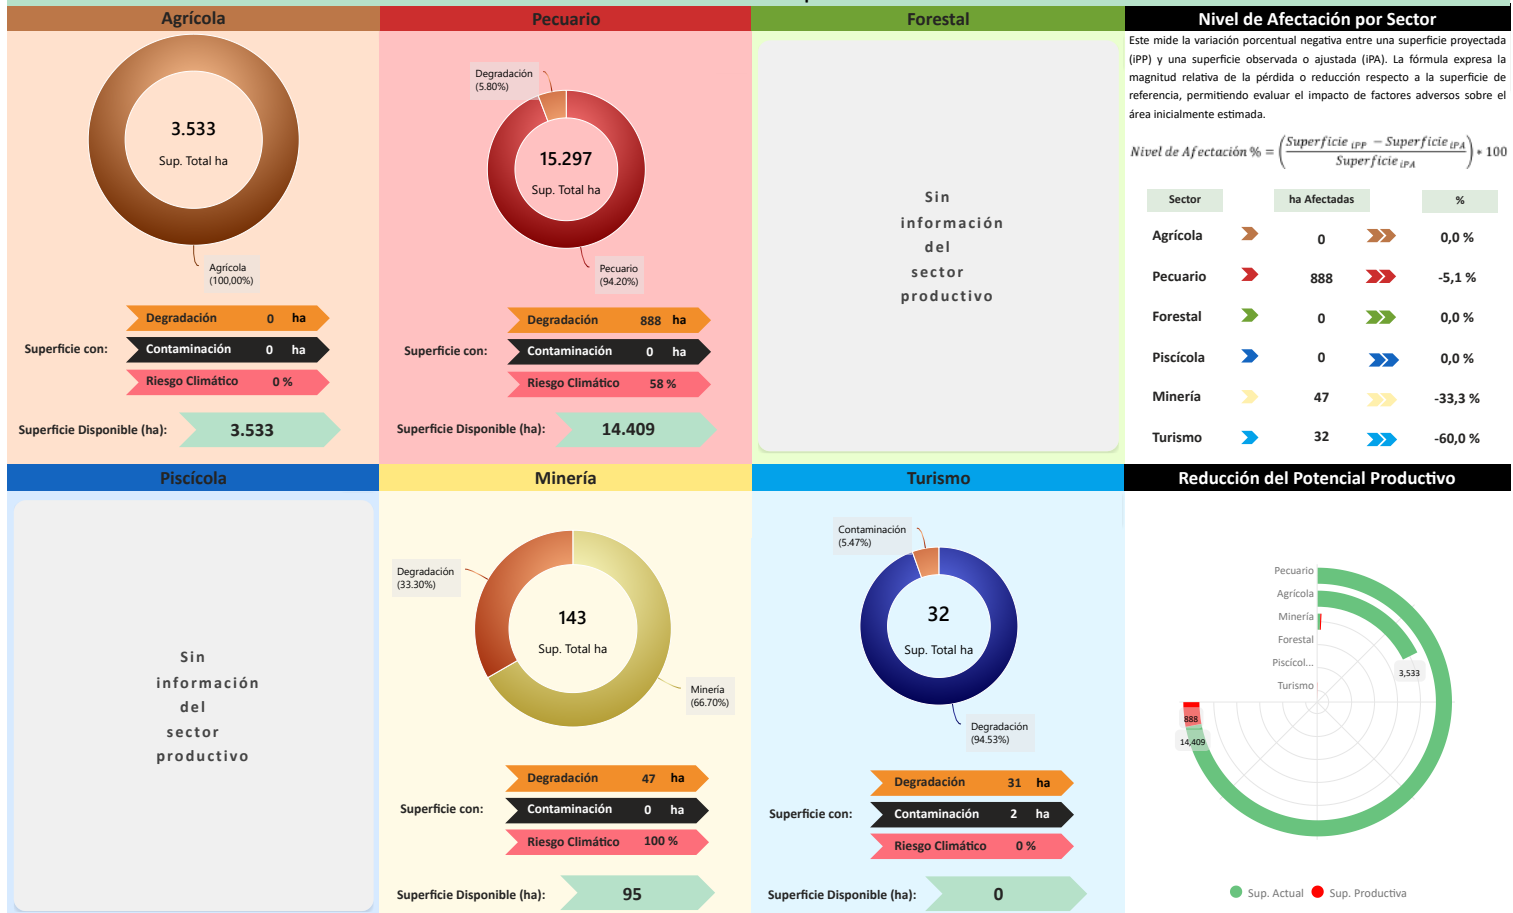 Agrícola
3.533
Sup. Total ha
Agrícola
(100,00%)
Superficie con:
Degradación 0 ha
Contaminación 0 ha
Riesgo Climático 0 %
Superficie Disponible (ha): 3.533
Pecuario
Degradación
(5.80%)
15.297
Sup. Total ha
Pecuario
(94.20%)
Superficie con:
Degradación 888 ha
Contaminación 0 ha
Riesgo Climático 58 %
Superficie Disponible (ha): 14.409
Forestal
Sin
información
del
sector
productivo
Nivel de Afectación por Sector
Este mide la variación porcentual negativa entre una superficie proyectada
(iPP) y una superficie observada o ajustada (iPA). La fórmula expresa la
magnitud relativa de la pérdida o reducción respecto a la superficie de
referencia, permitiendo evaluar el impacto de factores adversos sobre el
área inicialmente estimada.
Nivel de Afectación % = (Superficie iPP − Superficie iPA / Superficie iPA) * 100
Sector ha Afectadas %
Agrícola 0 0,0 %
Pecuario 888 -5,1 %
Forestal 0 0,0 %
Piscícola 0 0,0 %
Minería 47 -33,3 %
Turismo 32 -60,0 %
Piscícola
Sin
información
del
sector
productivo
Minería
Degradación
(33.30%)
143
Sup. Total ha
Minería
(66.70%)
Superficie con:
Degradación 47 ha
Contaminación 0 ha
Riesgo Climático 100 %
Superficie Disponible (ha): 95
Turismo
Contaminación
(5.47%)
32
Sup. Total ha
Degradación
(94.53%)
Superficie con:
Degradación 31 ha
Contaminación 2 ha
Riesgo Climático 0 %
Superficie Disponible (ha): 0
Reducción del Potencial Productivo
Pecuario
Agrícola
Minería
Forestal
Piscícol...
Turismo
3,533
888
14,409
Sup. Actual Sup. Productiva